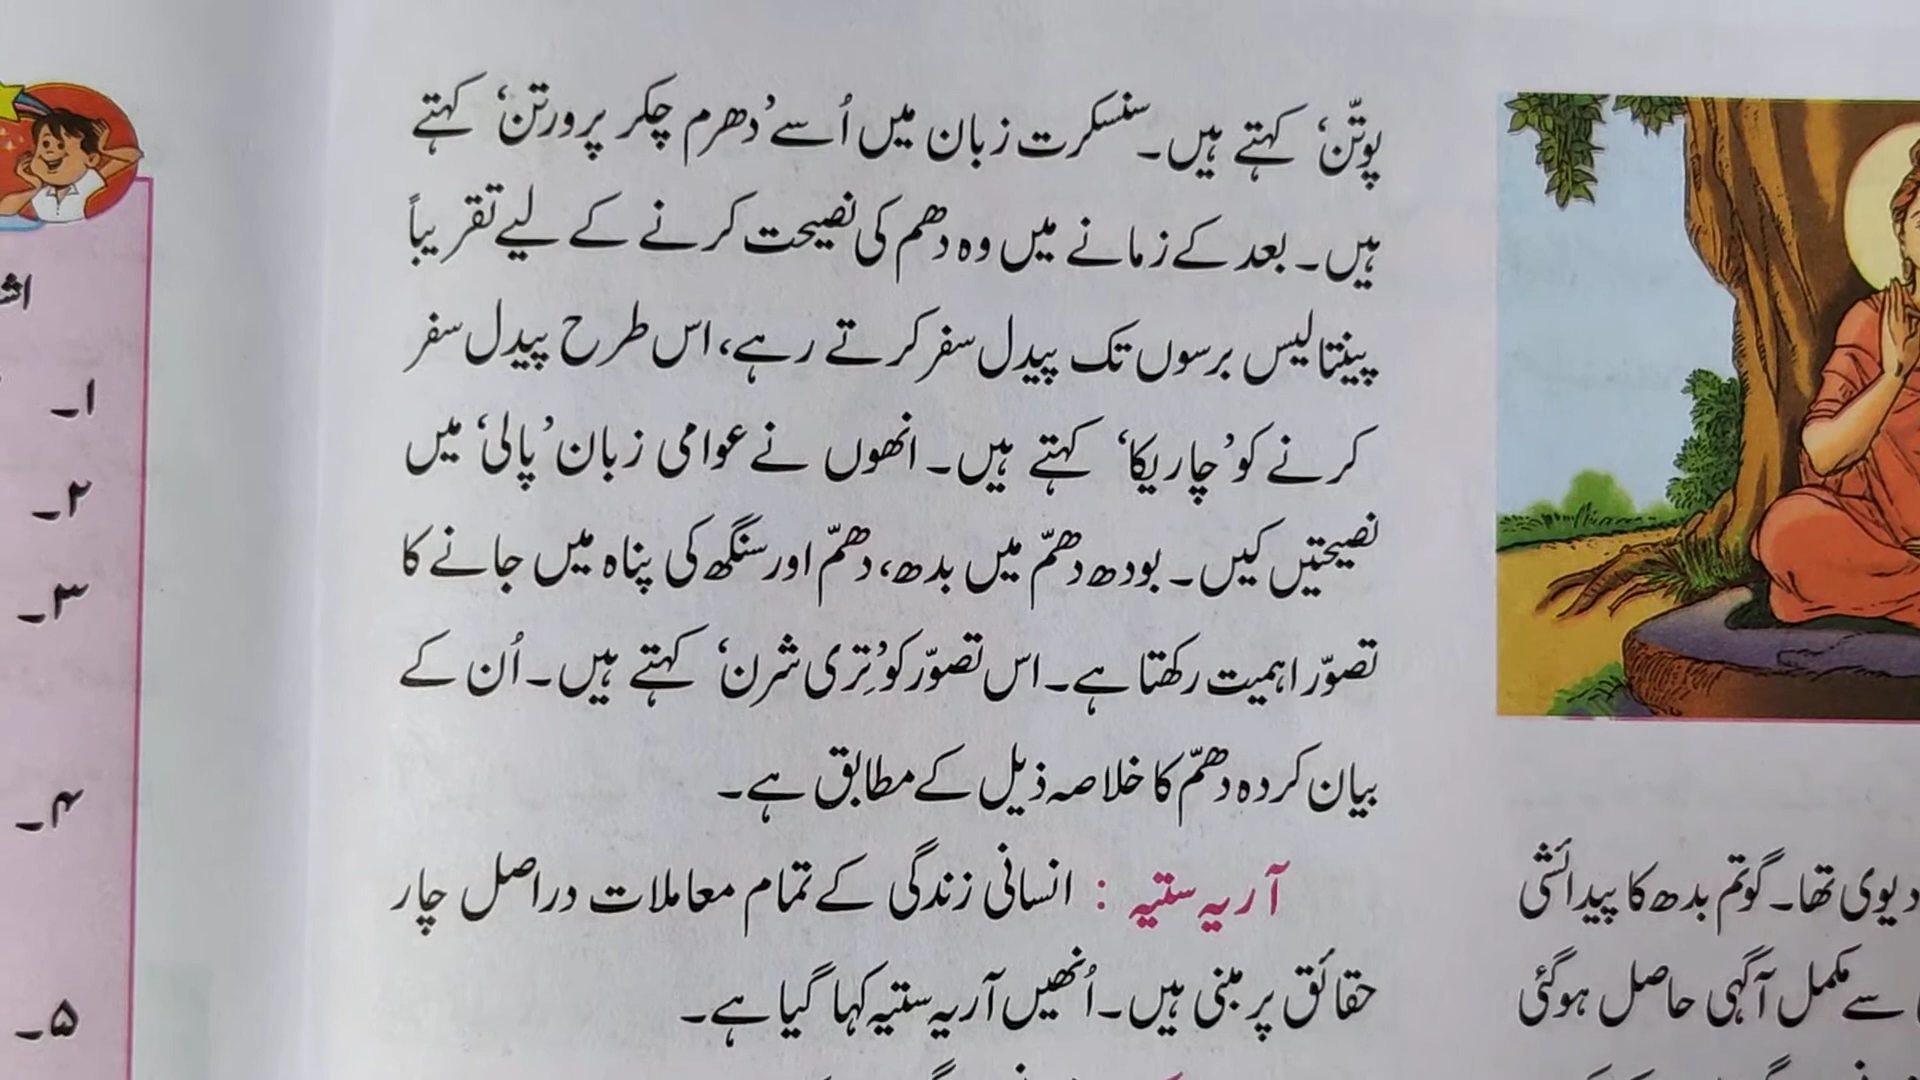 دیوی تھا۔ گوتم بدھ کا پیدائشی
سے مکمل آگہی حاصل ہوگئی
پوتّن‘ کہتے ہیں۔ سنسکرت زبان میں اُسے ’دھرم چکر پرورتن‘ کہتے
ہیں۔ بعد کے زمانے میں وہ دھم کی نصیحت کرنے کے لیے تقریباً
پینتالیس برسوں تک پیدل سفر کرتے رہے، اس طرح پیدل سفر
کرنے کو ’چاریکا‘ کہتے ہیں۔ انھوں نے عوامی زبان ’پالی‘ میں
نصیحتیں کیں۔ بودھ دھمّ میں بدھ، دھمّ اور سنگھ کی پناہ میں جانے کا
تصوّر اہمیت رکھتا ہے۔ اس تصوّر کو ’تِری شرن‘ کہتے ہیں۔ اُن کے
بیان کردہ دھمّ کا خلاصہ ذیل کے مطابق ہے۔
آریہ ستیہ : انسانی زندگی کے تمام معاملات دراصل چار
حقائق پر مبنی ہیں۔ اُنھیں آریہ ستیہ کہا گیا ہے۔
۱۔
۲۔
۳۔
۴۔
۵۔